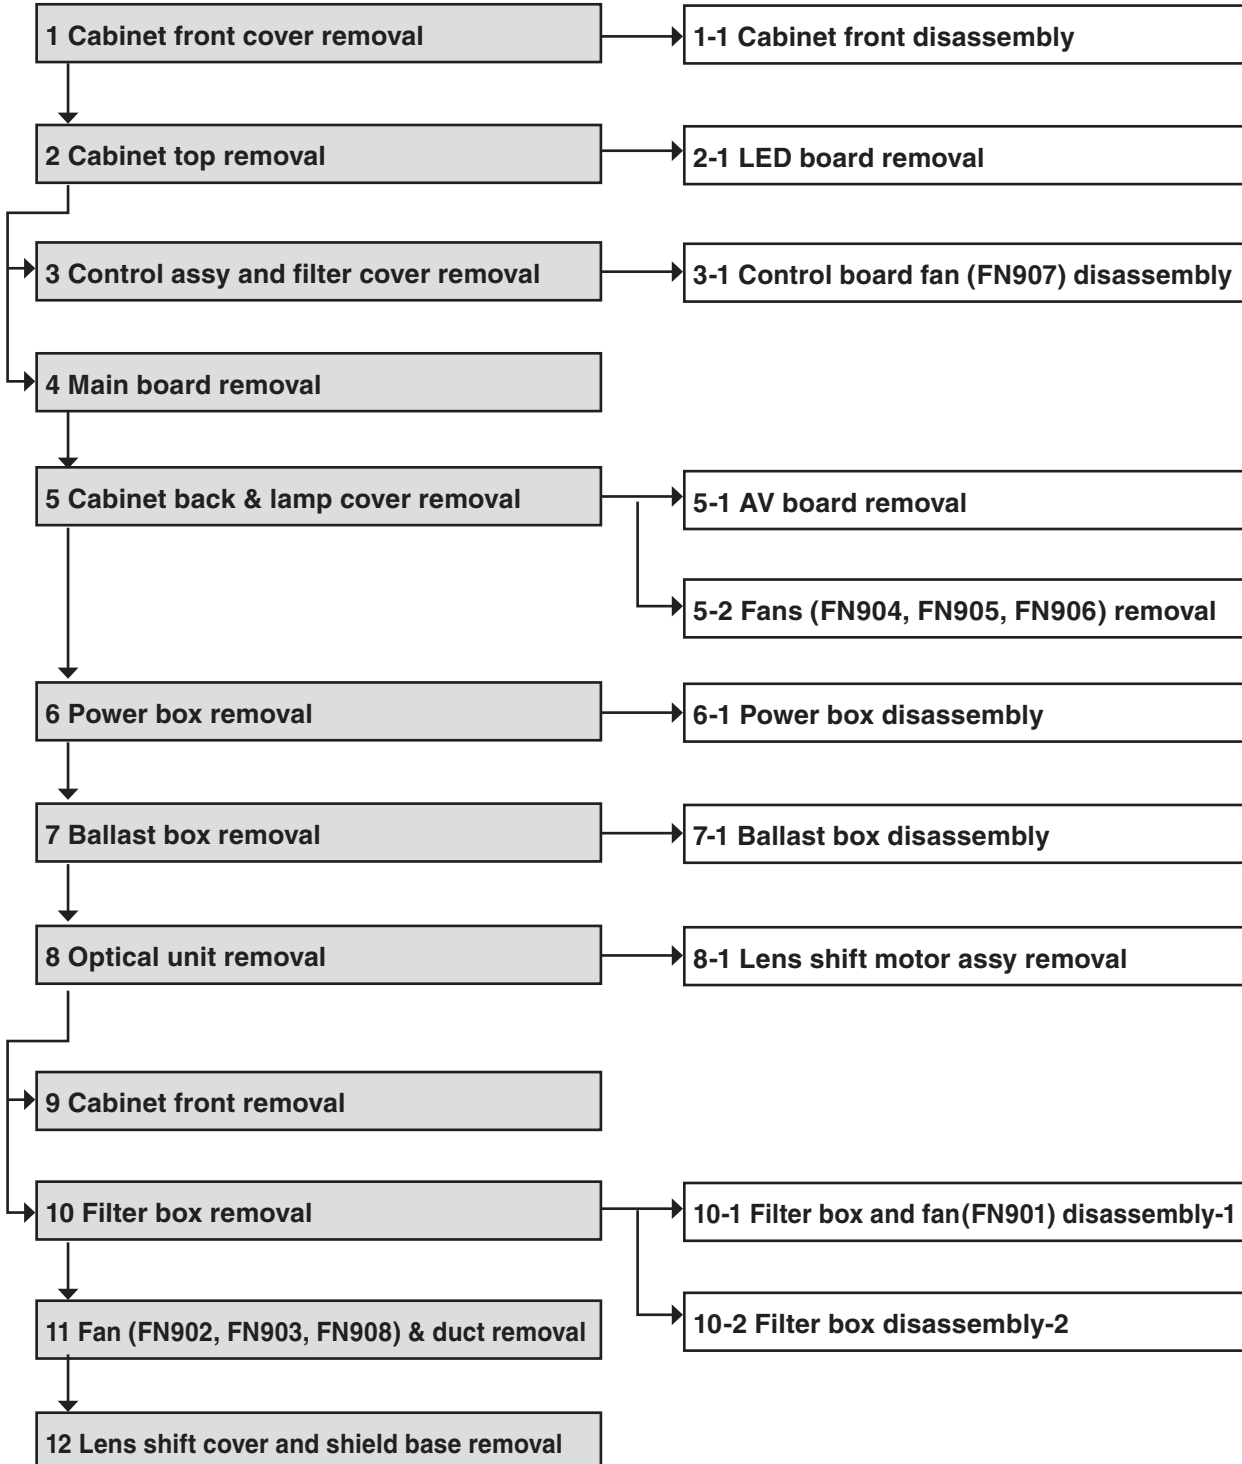 1 Cabinet front cover removal
1-1 Cabinet front disassembly
2 Cabinet top removal
2-1 LED board removal
3 Control assy and filter cover removal
3-1 Control board fan (FN907) disassembly
4 Main board removal
5 Cabinet back & lamp cover removal
5-1 AV board removal
5-2 Fans (FN904, FN905, FN906) removal
6 Power box removal
6-1 Power box disassembly
7 Ballast box removal
7-1 Ballast box disassembly
8 Optical unit removal
8-1 Lens shift motor assy removal
9 Cabinet front removal
10 Filter box removal
10-1 Filter box and fan(FN901) disassembly-1
10-2 Filter box disassembly-2
11 Fan (FN902, FN903, FN908) & duct removal
12 Lens shift cover and shield base removal